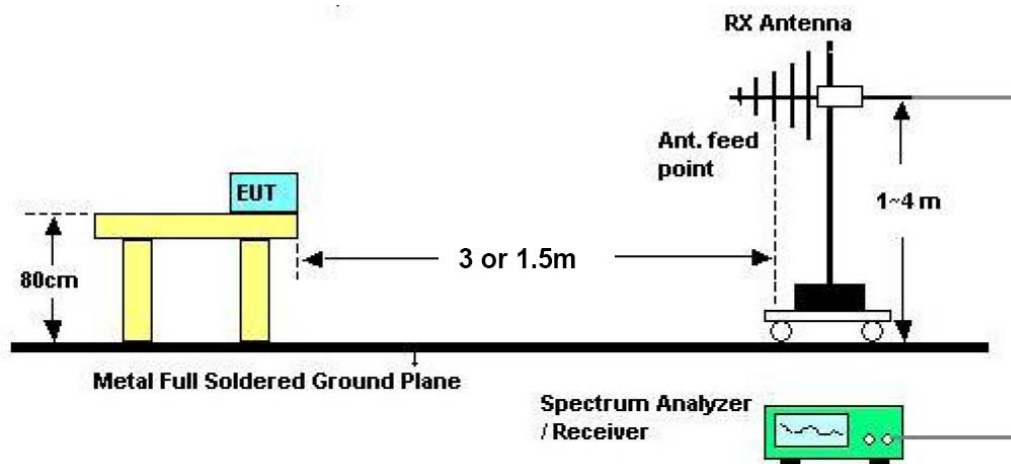 RX Antenna
Ant. feed
point
EUT
1~4 m
3 or 1.5m
80cm
Metal Full Soldered Ground Plane
Spectrum Analyzer
/ Receiver